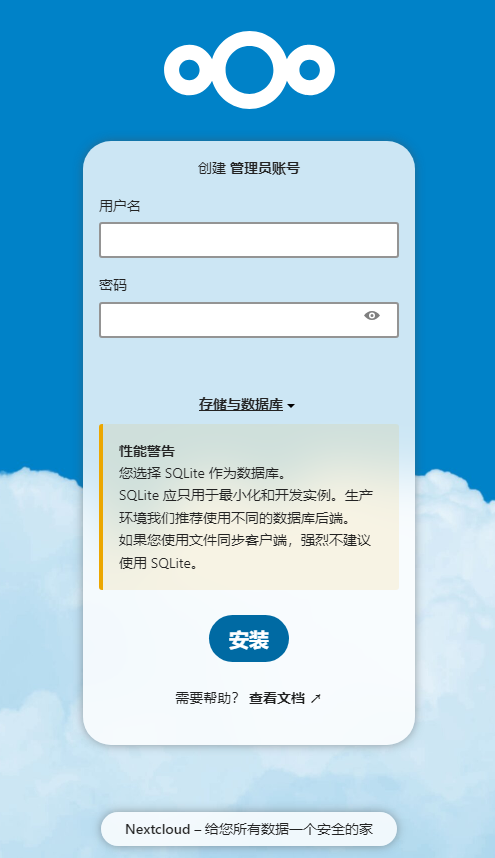 创建 管理员账号
用户名
密码
存储与数据库
性能警告
您选择 SQLite 作为数据库。
SQLite 应只用于最小化和开发实例。生产
环境我们推荐使用不同的数据库后端。
如果您使用文件同步客户端，强烈不建议
使用 SQLite。
安装
需要帮助？ 查看文档 ↗
Nextcloud – 给您所有数据一个安全的家